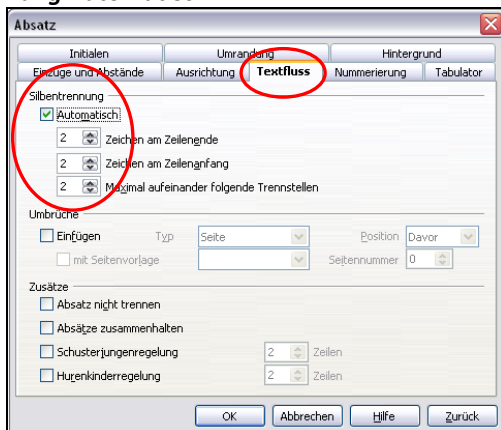 Absatz
Initialen Umrandung Hintergrund
Einzüge und Abstände Ausrichtung Textfluss Nummerierung Tabulator
Silbentrennung
Automatisch
2 Zeichen am Zeilenende
2 Zeichen am Zeilenanfang
2 Maximal aufeinander folgende Trennstellen
Umbrüche
Einfügen Typ Seite Position Davor
mit Seitenvorlage Seitennummer 0
Zusätze
Absatz nicht trennen
Absätze zusammenhalten
Schusterjungenregelung 2 Zeilen
Hurenkinderregelung 2 Zeilen
OK Abbrechen Hilfe Zurück